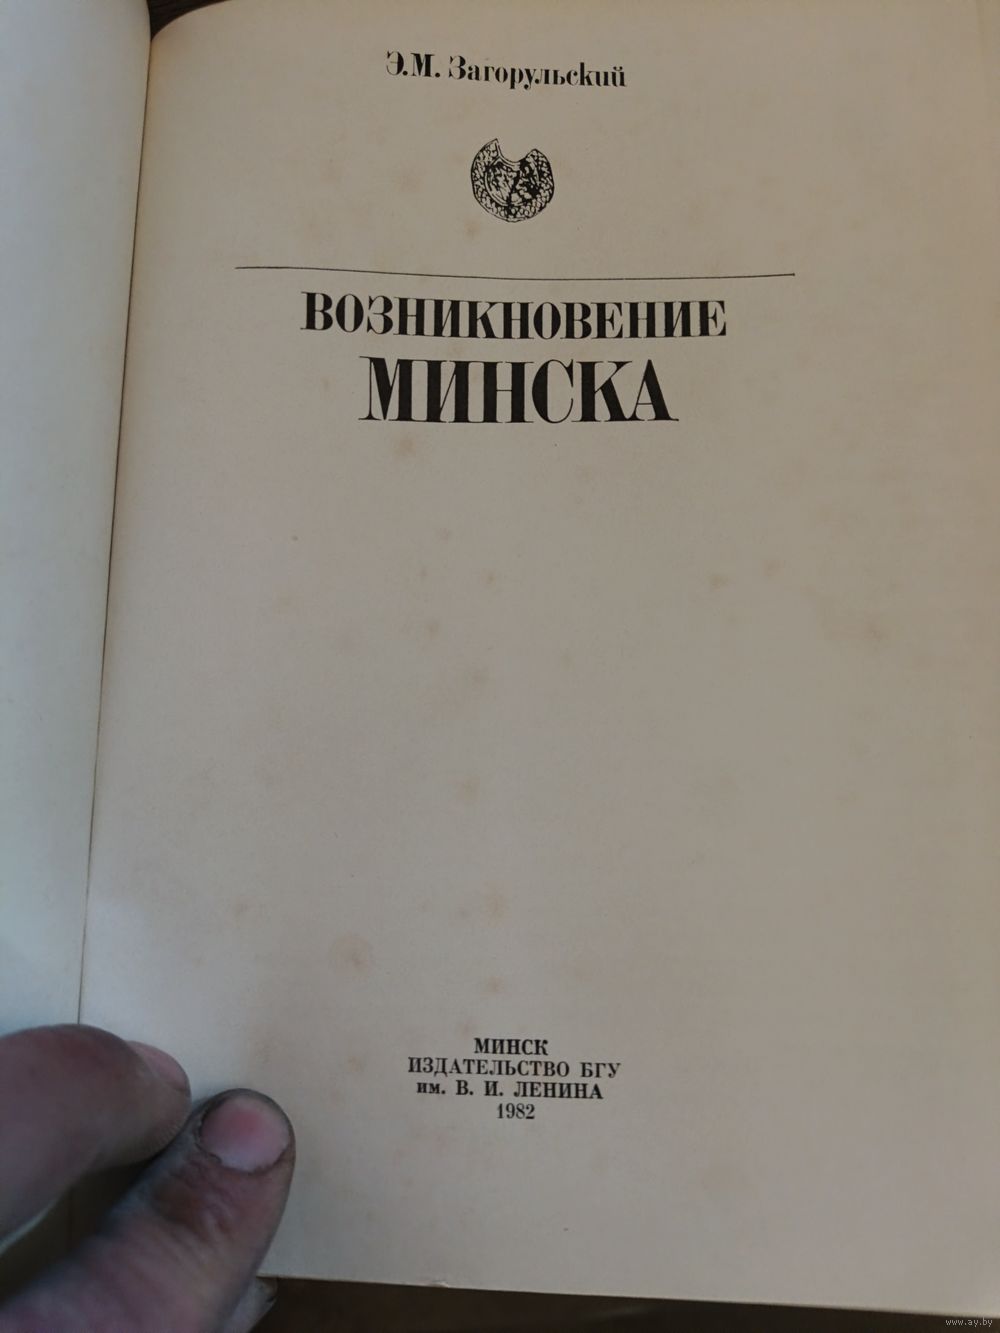 Э.М. Загорульский
ВОЗНИКНОВЕНИЕ
МИНСКА
МИНСК
ИЗДАТЕЛЬСТВО БГУ
им. В. И. ЛЕНИНА
1982
www.ay.by